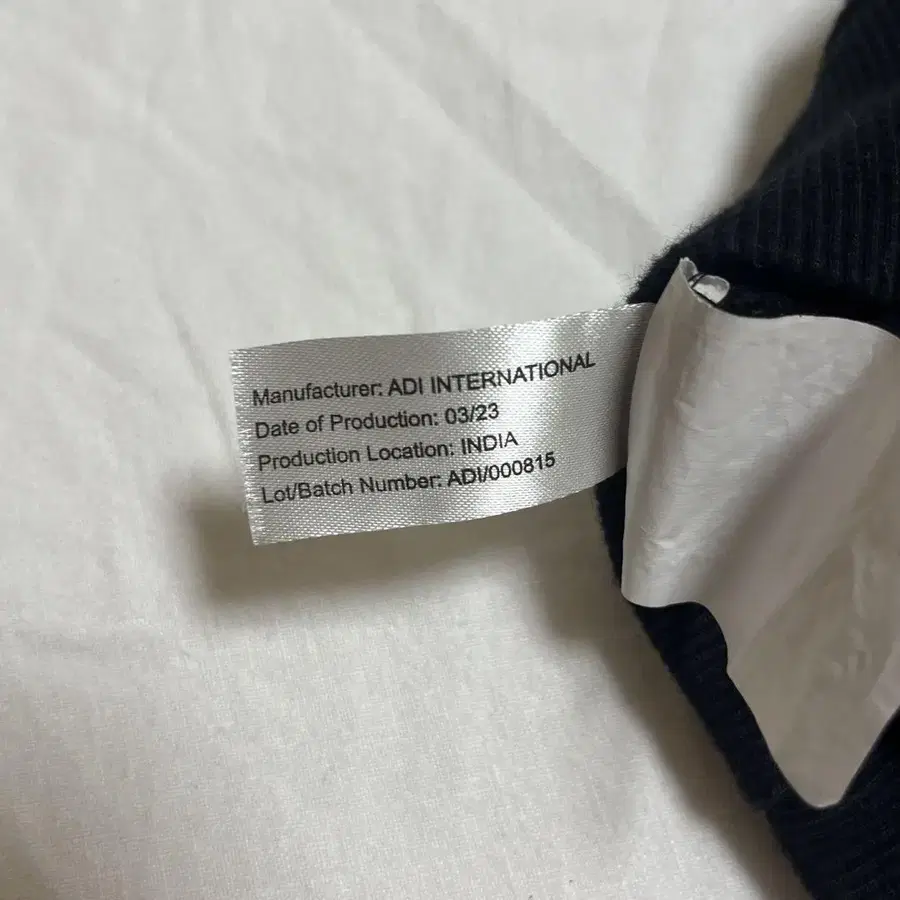 Manufacturer: ADI INTERNATIONAL
Date of Production: 03/23
Production Location: INDIA
Lot/Batch Number: ADI/000815